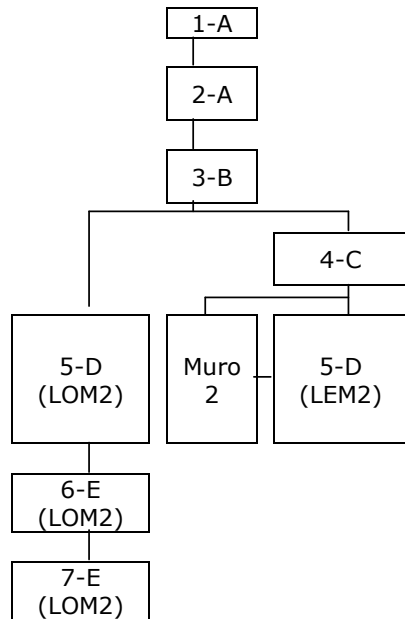 1-A
2-A
3-B
4-C
5-D
(LOM2)
Muro
2
5-D
(LEM2)
6-E
(LOM2)
7-E
(LOM2)